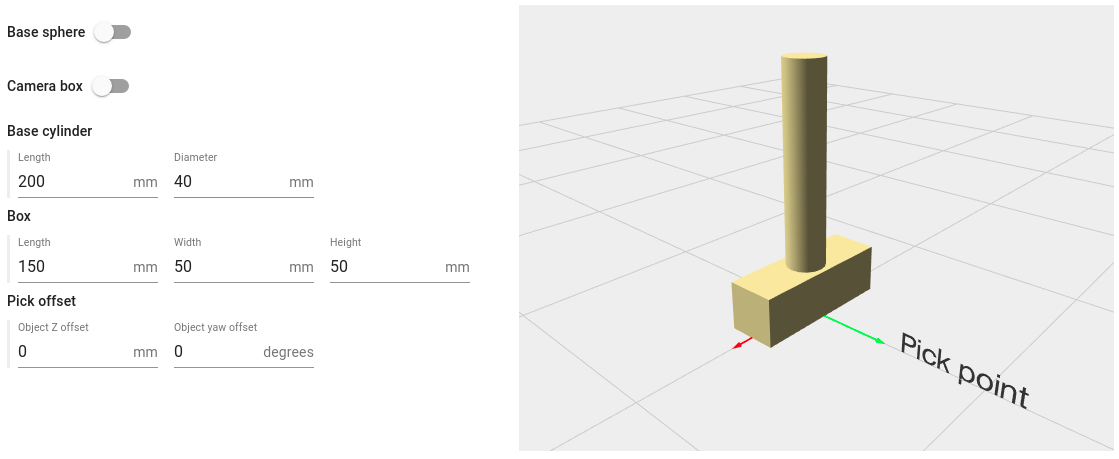 Base sphere
Camera box
Base cylinder
Length Diameter
200 mm 40 mm
Box
Length Width Height
150 mm 50 mm 50 mm
Pick offset
Object Z offset Object yaw offset
0 mm 0 degrees
Pick point